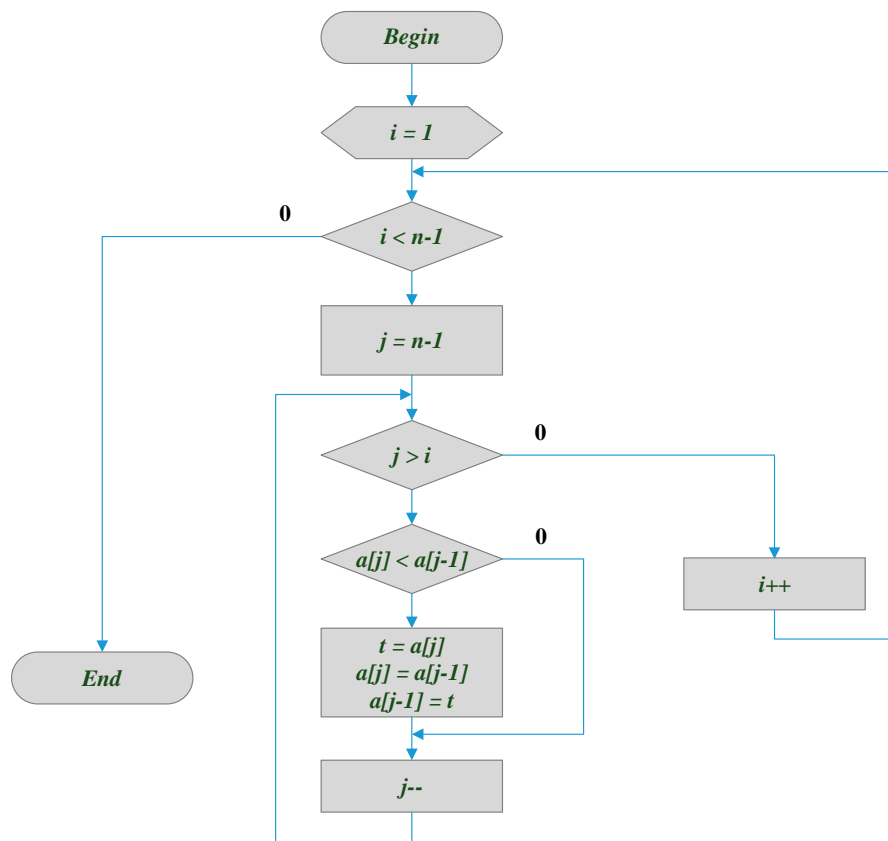 Begin
i = 1
0
i < n-1
j = n-1
0
j > i
0
a[j] < a[j-1]
i++
t = a[j]
a[j] = a[j-1]
a[j-1] = t
End
j--